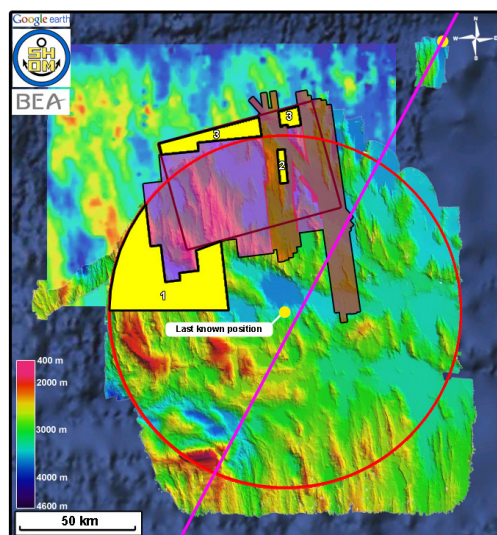 Google earth
SH
OM
BEA
N
W
E
S
3
3
2
1
Last known position
400 m
2000 m
3000 m
4000 m
4600 m
50 km